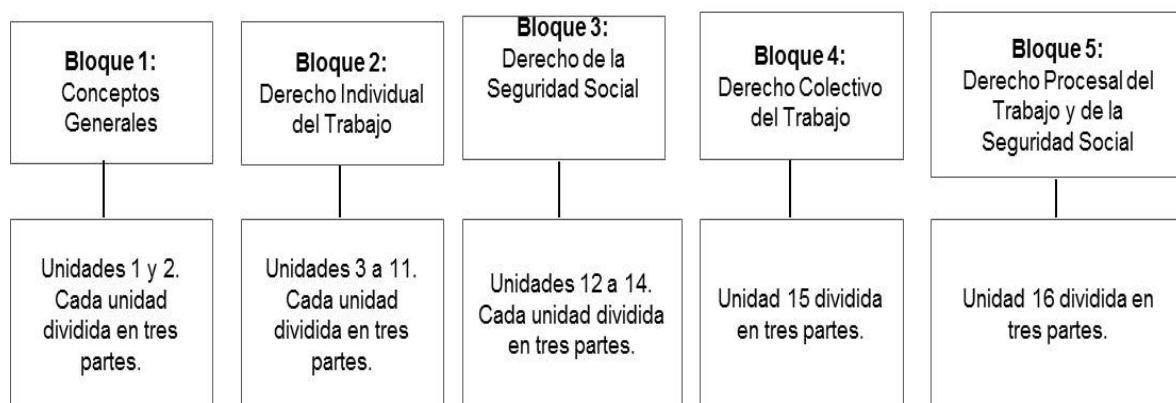 Bloque 1:
Conceptos
Generales
Bloque 2:
Derecho Individual
del Trabajo
Bloque 3:
Derecho de la
Seguridad Social
Bloque 4:
Derecho Colectivo
del Trabajo
Bloque 5:
Derecho Procesal del
Trabajo y de la
Seguridad Social
Unidades 1 y 2.
Cada unidad
dividida en tres
partes.
Unidades 3 a 11.
Cada unidad
dividida en tres
partes.
Unidades 12 a 14.
Cada unidad dividida
en tres partes.
Unidad 15 dividida
en tres partes.
Unidad 16 dividida en
tres partes.